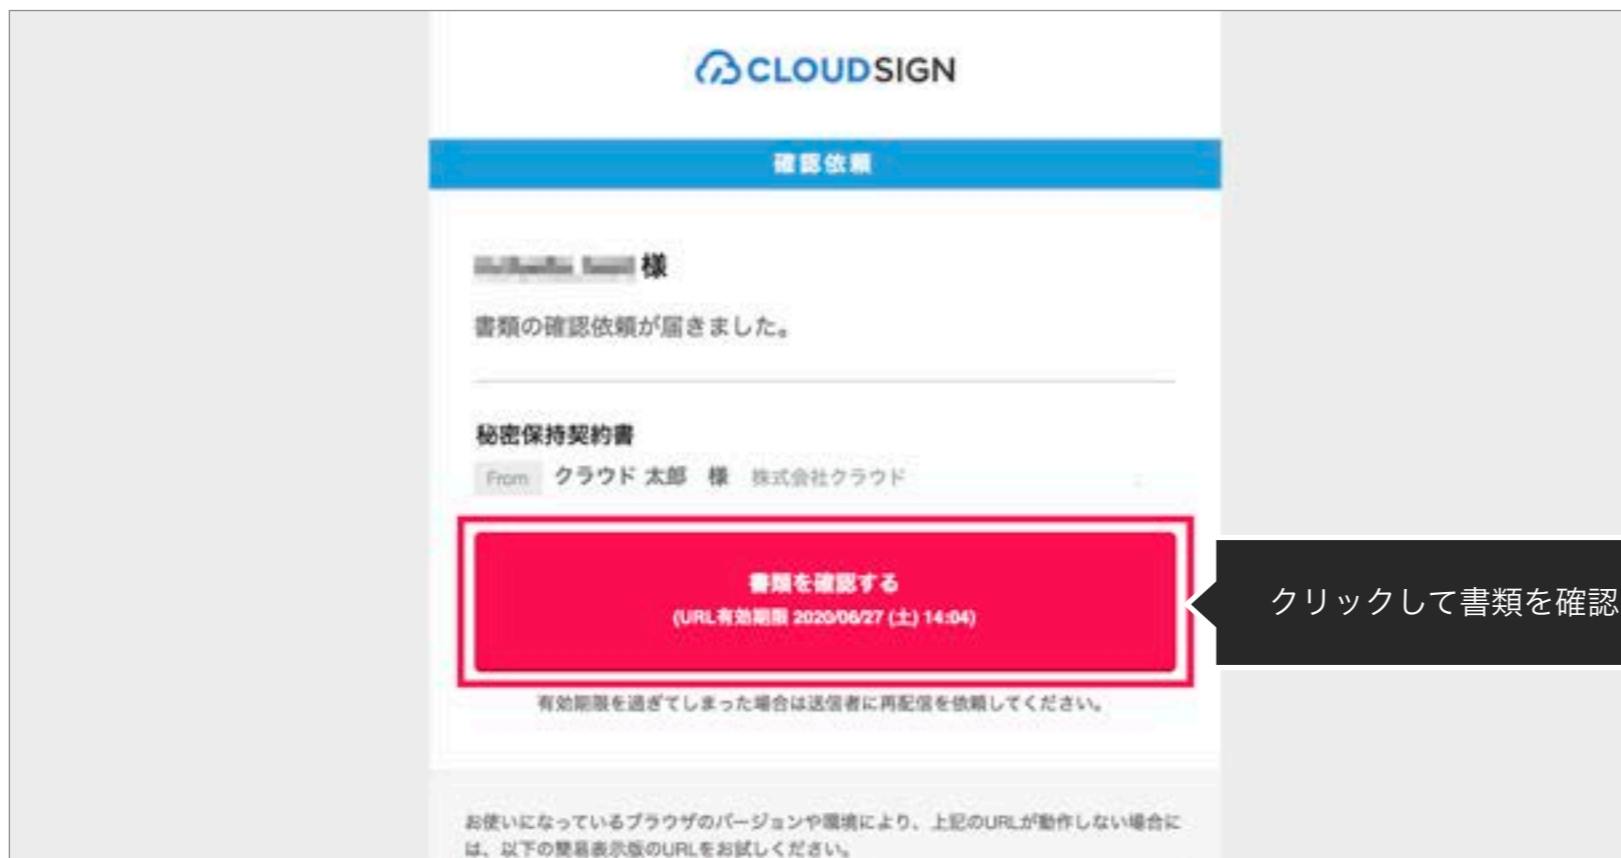 CLOUDSIGN
確認依頼
様
書類の確認依頼が届きました。
秘密保持契約書
From クラウド 太郎 様 株式会社クラウド
書類を確認する
(URL有効期限 2020/06/27 (土) 14:04)
クリックして書類を確認
有効期限を過ぎてしまった場合は送信者に再配信を依頼してください。
お使いになっているブラウザのバージョンや環境により、上記のURLが動作しない場合に
は、以下の簡易表示版のURLをお試しください。